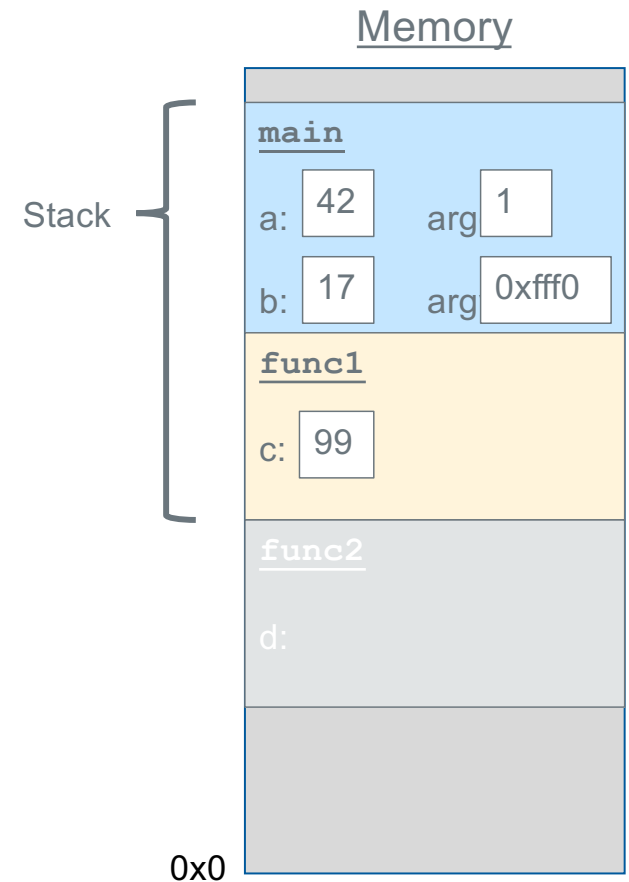 Memory
main
Stack
a: 42 arg 1
b: 17 arg 0xfff0
func1
c: 99
func2
d:
0x0